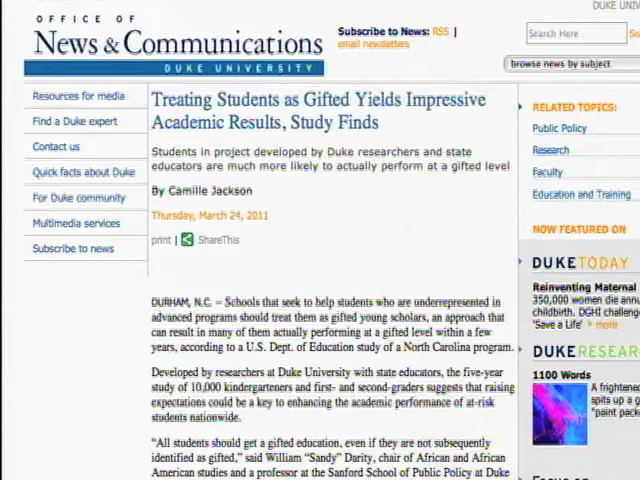 DUKE UNIV
OFFICE OF
News & Communications
DUKE UNIVERSITY
Subscribe to News: RSS |
email newsletters
Search Here
browse news by subject
Resources for media
Find a Duke expert
Contact us
Quick facts about Duke
For Duke community
Multimedia services
Subscribe to news
Treating Students as Gifted Yields Impressive
Academic Results, Study Finds
Students in project developed by Duke researchers and state
educators are much more likely to actually perform at a gifted level
By Camille Jackson
Thursday, March 24, 2011
print | ShareThis
DURHAM, N.C. – Schools that seek to help students who are underrepresented in
advanced programs should treat them as gifted young scholars, an approach that
can result in many of them actually performing at a gifted level within a few
years, according to a U.S. Dept. of Education study of a North Carolina program.
Developed by researchers at Duke University with state educators, the five-year
study of 10,000 kindergarteners and first- and second-graders suggests that raising
expectations could be a key to enhancing the academic performance of at-risk
students nationwide.
"All students should get a gifted education, even if they are not subsequently
identified as gifted," said William "Sandy" Darity, chair of African and African
American studies and a professor at the Sanford School of Public Policy at Duke
RELATED TOPICS:
Public Policy
Research
Faculty
Education and Training
NOW FEATURED ON
DUKETODAY
Reinventing Maternal
350,000 women die annu
childbirth. DGHI challenge
'Save a Life' > more
DUKERESEAR
1100 Words
A frightened
spits up a g
"paint pack
Focus on